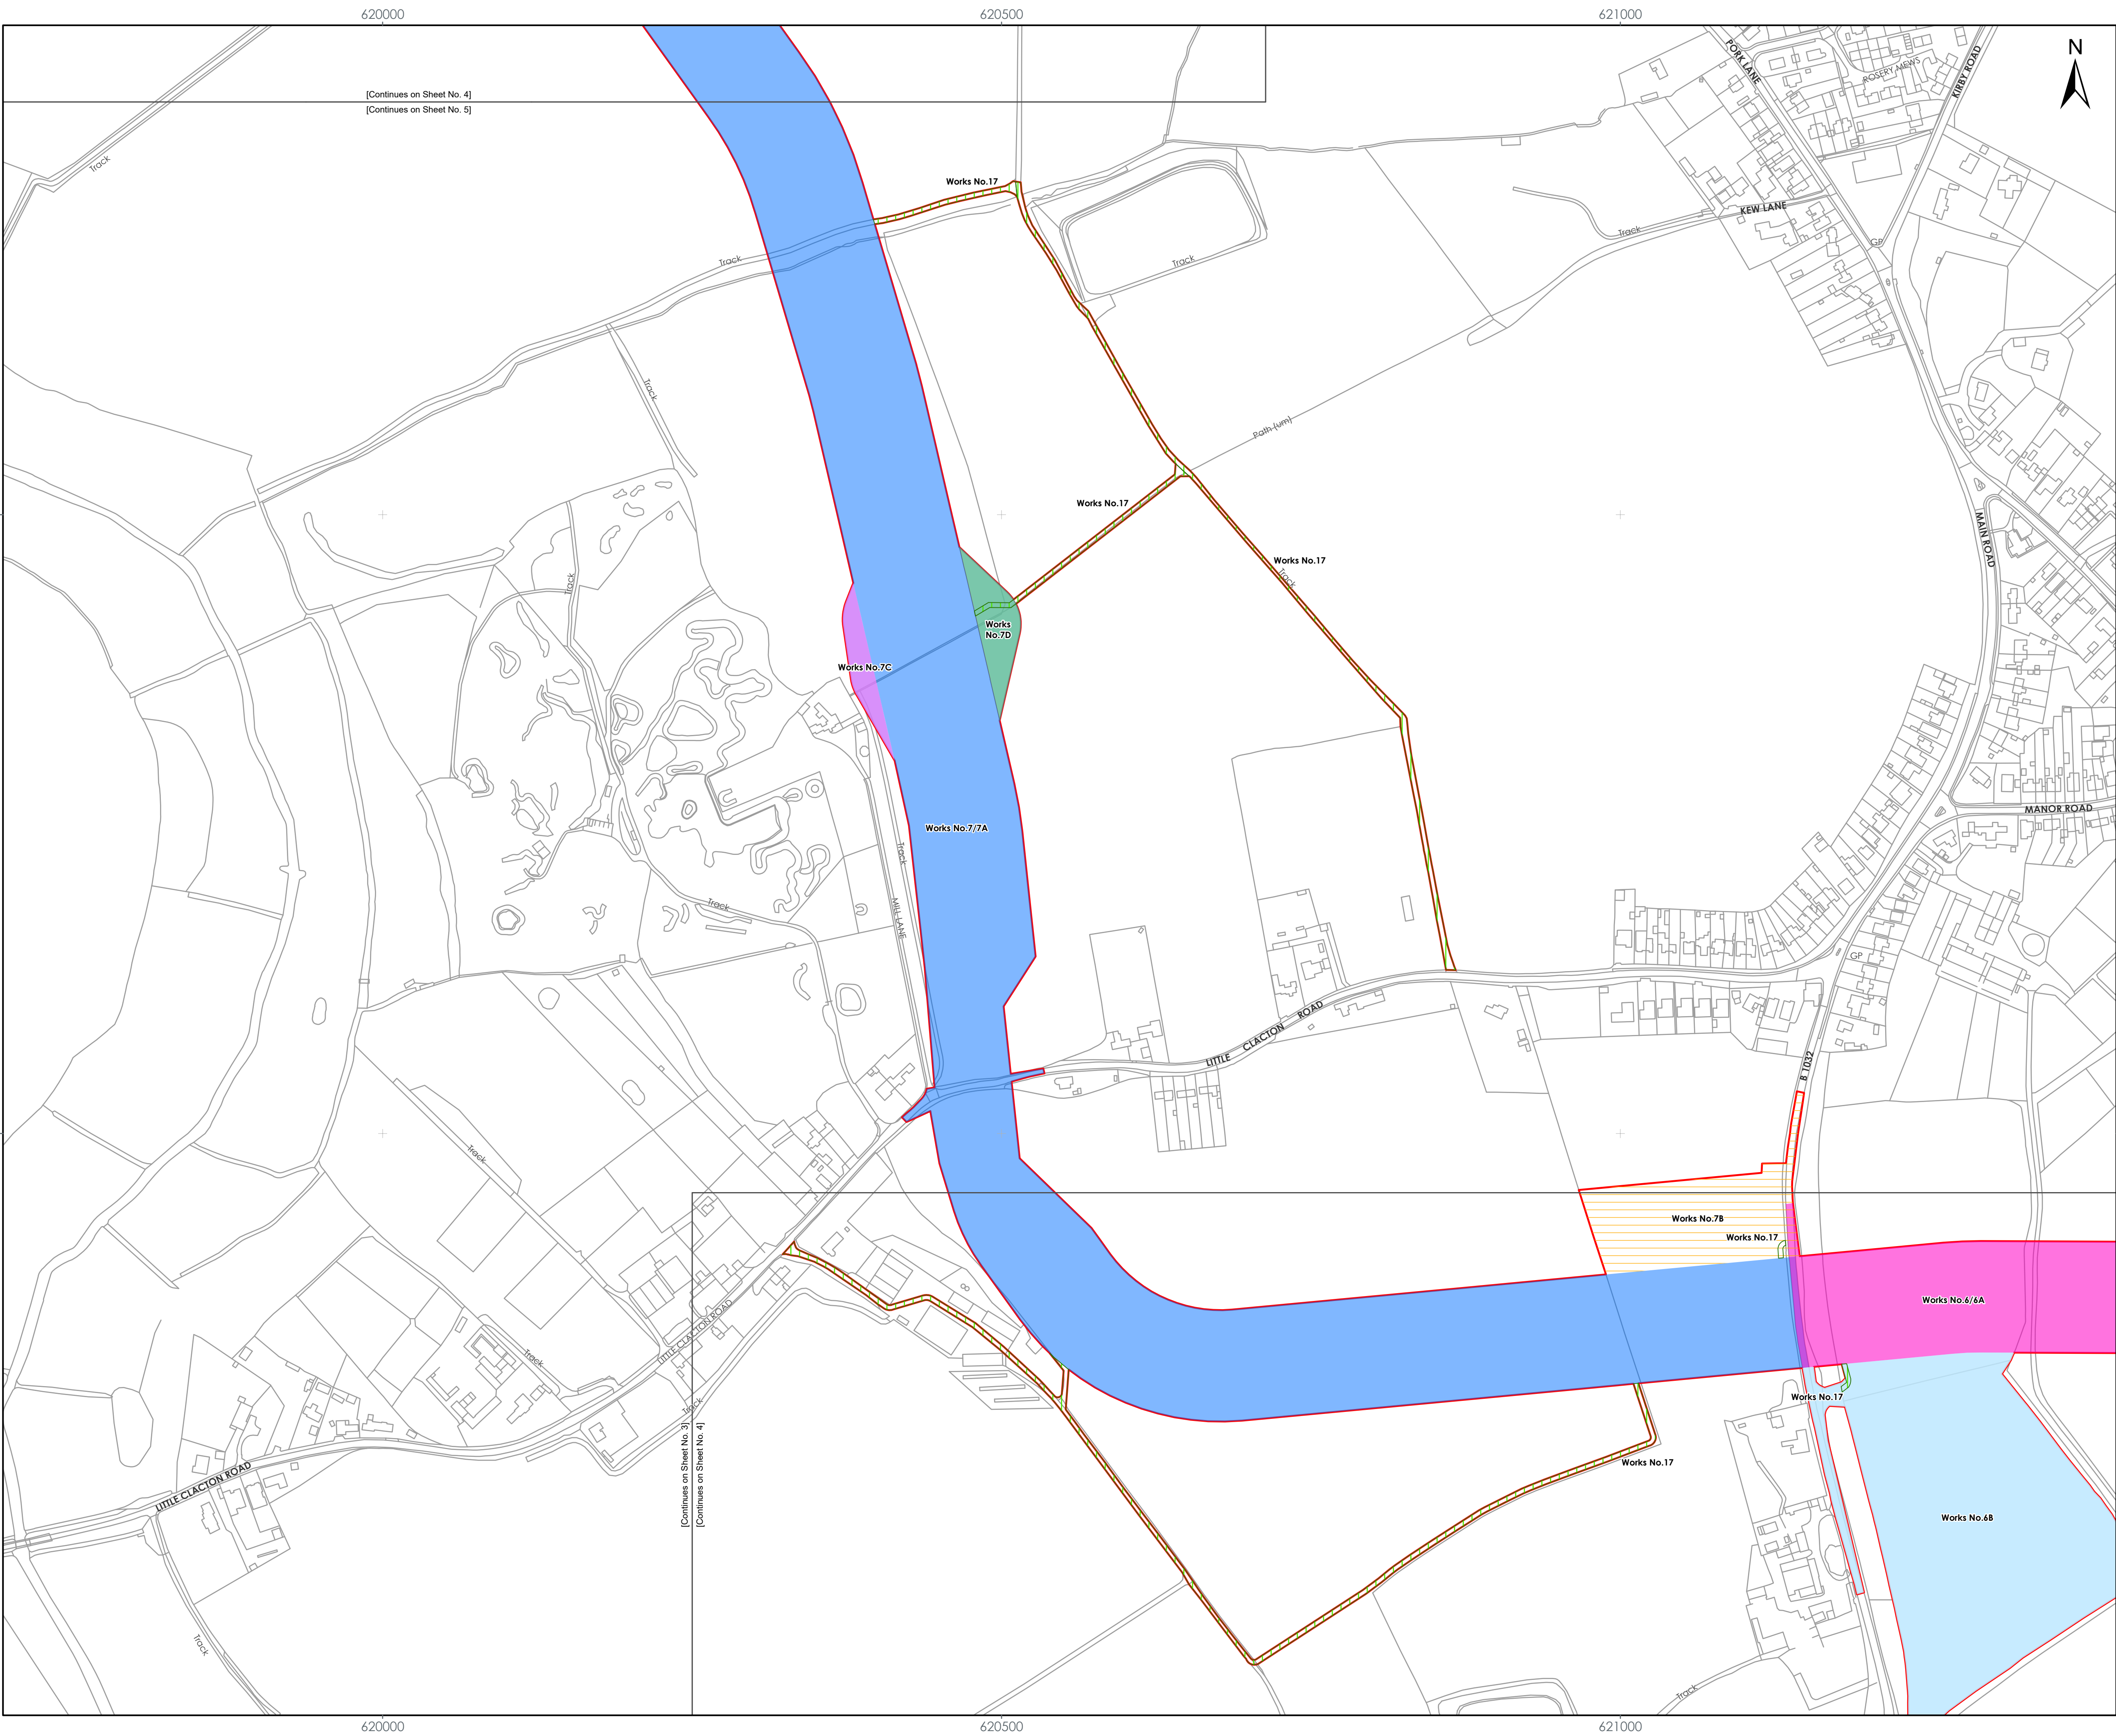 620000
620500
621000
N
PORK LANE
ROSERY MEWS
KIRBY ROAD
[Continues on Sheet No. 4]
[Continues on Sheet No. 5]
Track
Works No.17
KEW LANE
Track
GP
Track
Track
Track
Path (um)
Works No.17
MAIN ROAD
Works No.17
Track
Track
Works
No.7D
Works No.7C
MANOR ROAD
Works No.7/7A
Track
MILL LANE
Track
GP
LITTLE CLACTON ROAD
B 1032
Track
Works No.7B
Works No.17
LITTLE CLACTON ROAD
Works No.6/6A
Track
Works No.17
Track
[Continues on Sheet No. 3]
[Continues on Sheet No. 4]
Works No.17
LITTLE CLACTON ROAD
Works No.6B
Track
Track
620000
620500
621000